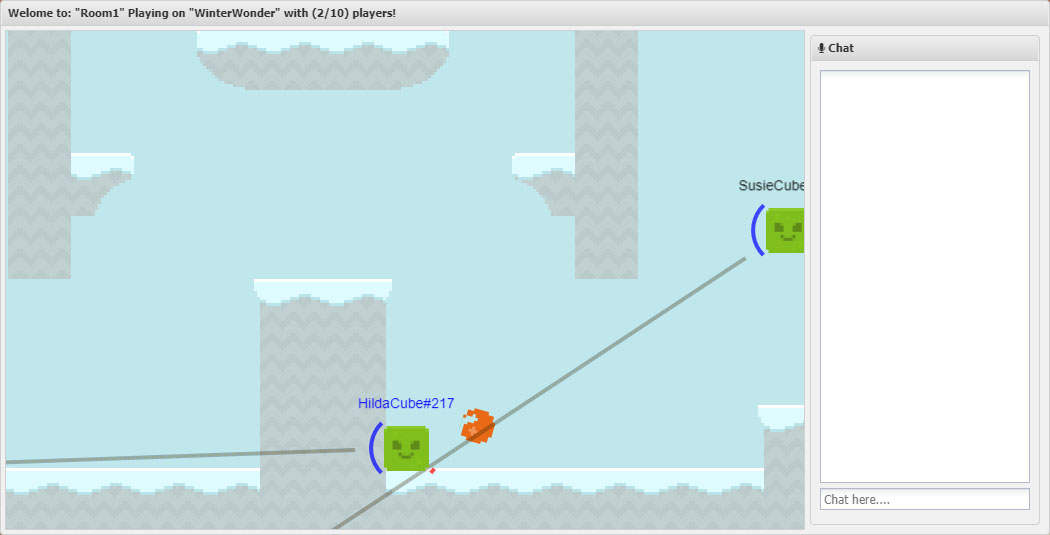 Welome to: "Room1" Playing on "WinterWonder" with (2/10) players!
Chat
SusieCube
HildaCube#217
Chat here....